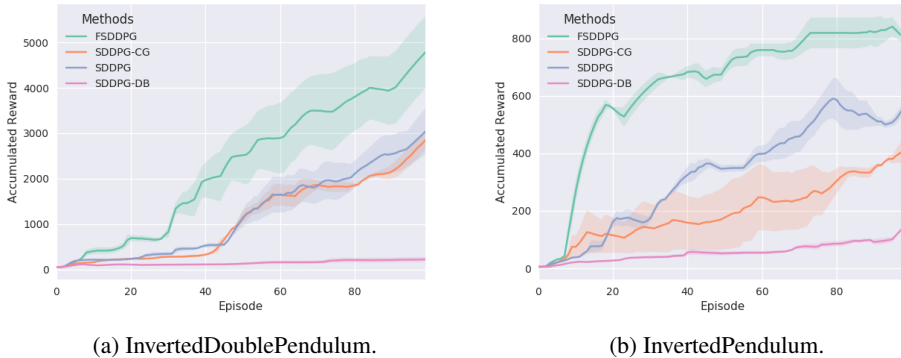 Methods
FSDDPG
SDDPG-CG
SDDPG
SDDPG-DB
5000
4000
3000
2000
1000
0
Accumulated Reward
0 20 40 60 80
Episode
(a) InvertedDoublePendulum.
Methods
FSDDPG
SDDPG-CG
SDDPG
SDDPG-DB
800
600
400
200
0
Accumulated Reward
0 20 40 60 80
Episode
(b) InvertedPendulum.